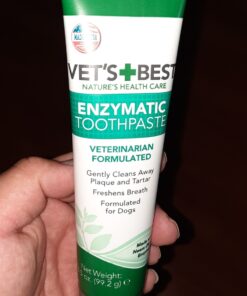 VET'S+BEST
NATURE'S HEALTH CARE
ENZYMATIC
TOOTHPASTE
VETERINARIAN
FORMULATED
Gently Cleans Away
Plaque and Tartar
Freshens Breath
Formulated
for Dogs
Net Weight:
oz. (99.2 g) e